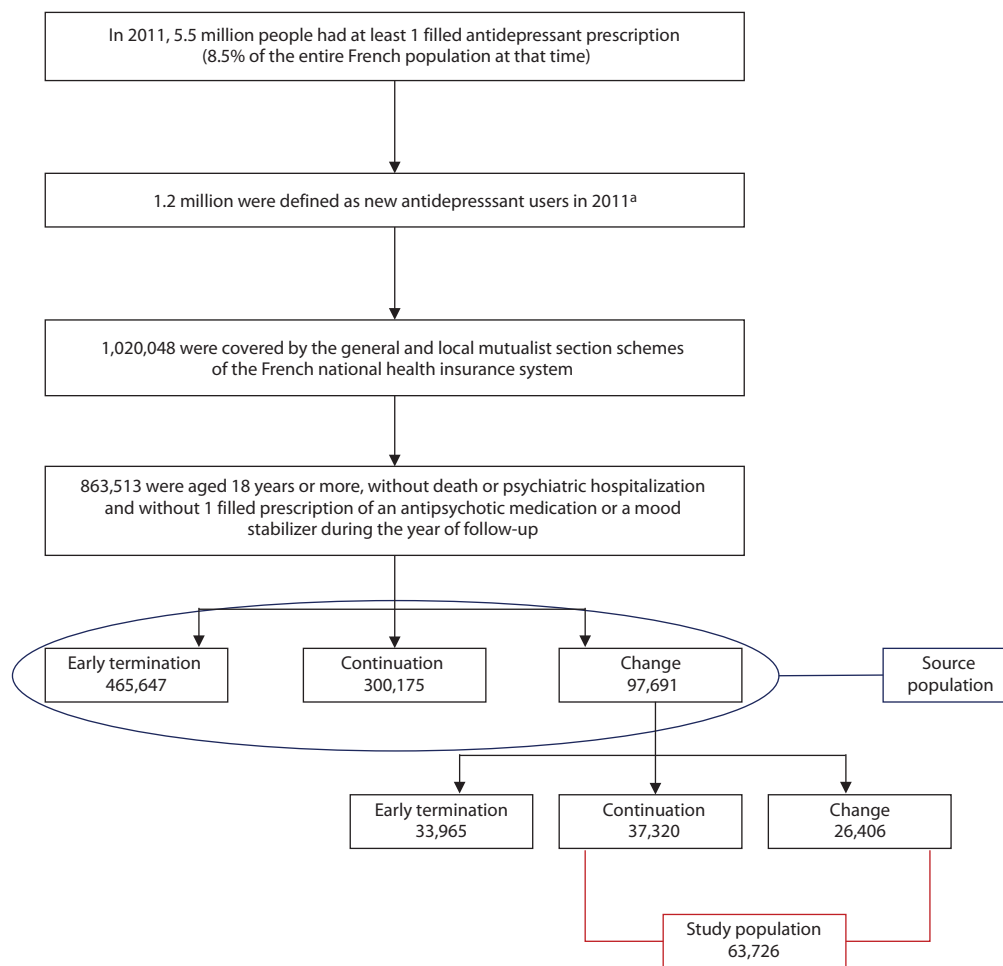 In 2011, 5.5 million people had at least 1 filled antidepressant prescription
(8.5% of the entire French population at that time)
1.2 million were defined as new antidepresssant users in 2011a
1,020,048 were covered by the general and local mutualist section schemes
of the French national health insurance system
863,513 were aged 18 years or more, without death or psychiatric hospitalization
and without 1 filled prescription of an antipsychotic medication or a mood
stabilizer during the year of follow-up
Early termination
465,647
Continuation
300,175
Change
97,691
Source
population
Early termination
33,965
Continuation
37,320
Change
26,406
Study population
63,726